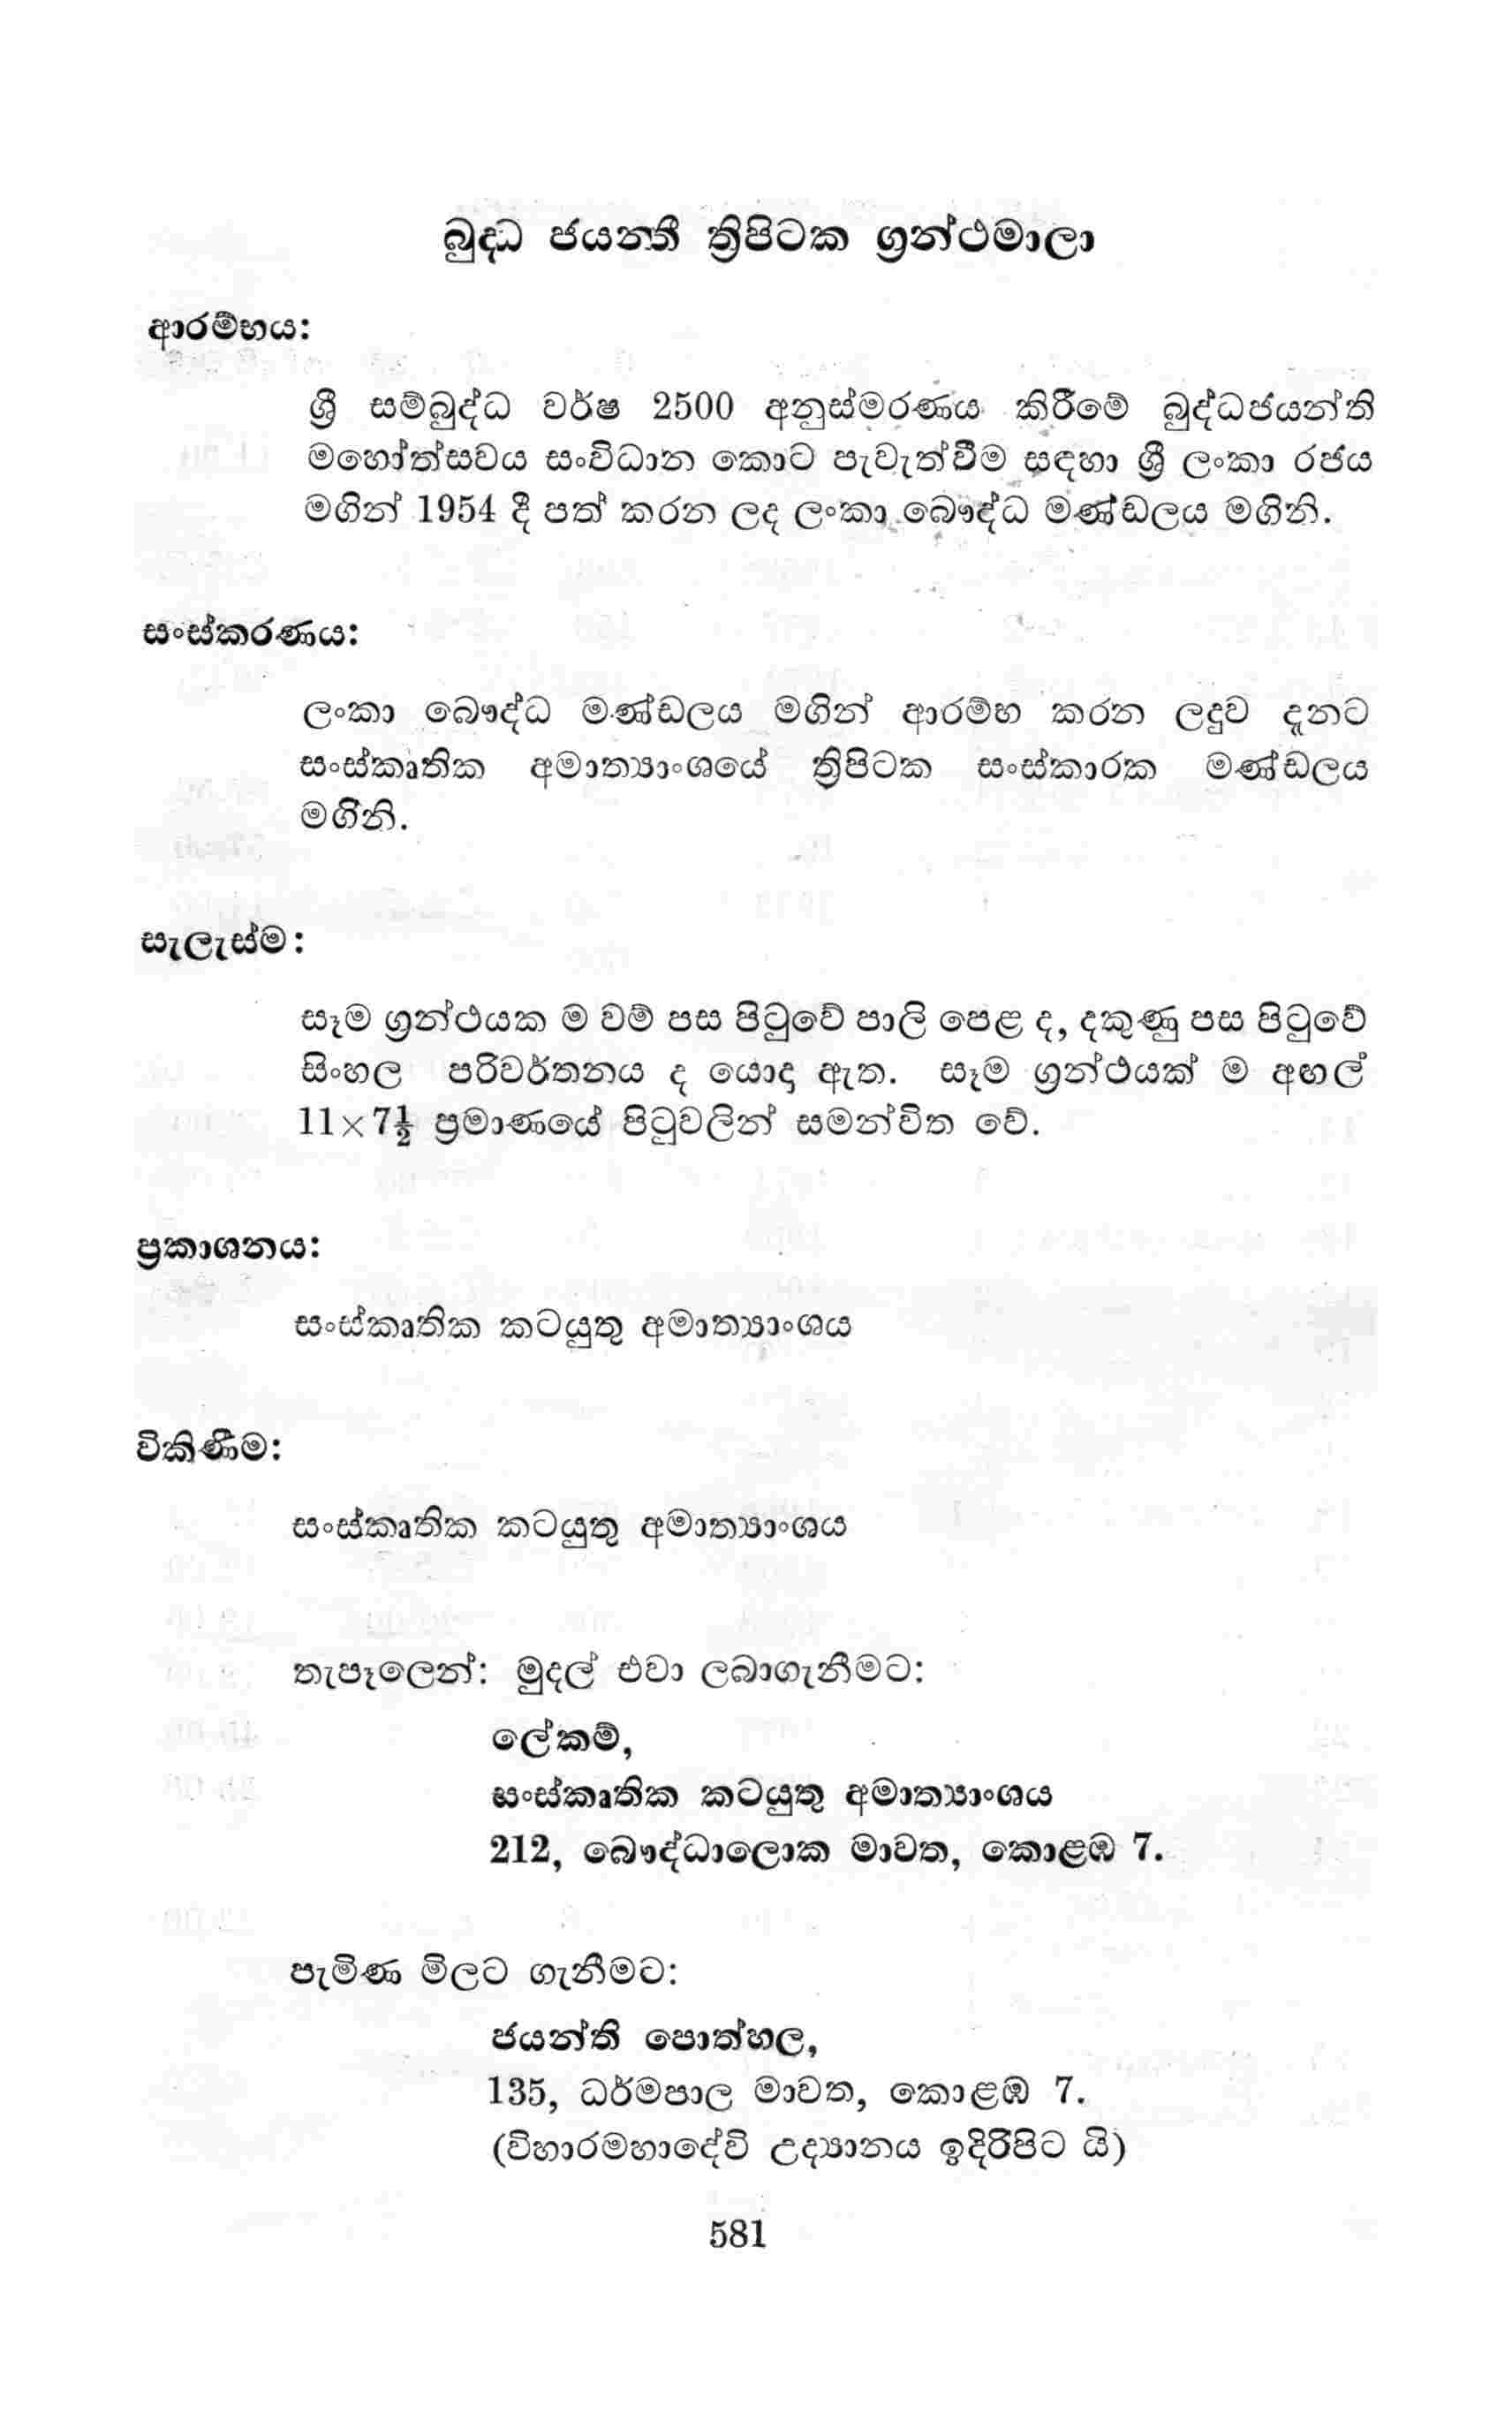 බුද්ධ ජයන්තී ත්‍රිපිටක ග්‍රන්ථමාලා
ආරම්භය:
ශ්‍රී සම්බුද්ධ වර්ෂ 2500 අනුස්මරණය කිරීමේ බුද්ධජයන්ති
මහෝත්සවය සංවිධාන කොට පැවැත්වීම සඳහා ශ්‍රී ලංකා රජය
මගින් 1954 දී පත් කරන ලද ලංකා බෞද්ධ මණ්ඩලය මගිනි.
සංස්කරණය:
ලංකා බෞද්ධ මණ්ඩලය මගින් ආරම්භ කරන ලදුව දැනට
සංස්කෘතික අමාත්‍යාංශයේ ත්‍රිපිටක සංස්කාරක මණ්ඩලය
මගිනි.
සැලැස්ම:
සෑම ග්‍රන්ථයක ම වම් පස පිටුවේ පාලි පෙළ ද, දකුණු පස පිටුවේ
සිංහල පරිවර්තනය ද යොදා ඇත. සෑම ග්‍රන්ථයක් ම අඟල්
11×7½ ප්‍රමාණයේ පිටුවලින් සමන්විත වේ.
ප්‍රකාශනය:
සංස්කෘතික කටයුතු අමාත්‍යාංශය
විකිණීම:
සංස්කෘතික කටයුතු අමාත්‍යාංශය
තැපෑලෙන්: මුදල් එවා ලබාගැනීමට:
ලේකම්,
සංස්කෘතික කටයුතු අමාත්‍යාංශය
212, බෞද්ධාලොක මාවත, කොළඹ 7.
පැමිණ මිලට ගැනීමට:
ජයන්ති පොත්හල,
135, ධර්මපාල මාවත, කොළඹ 7.
(විහාරමහාදේවි උද්‍යානය ඉදිරිපිට යි)
581